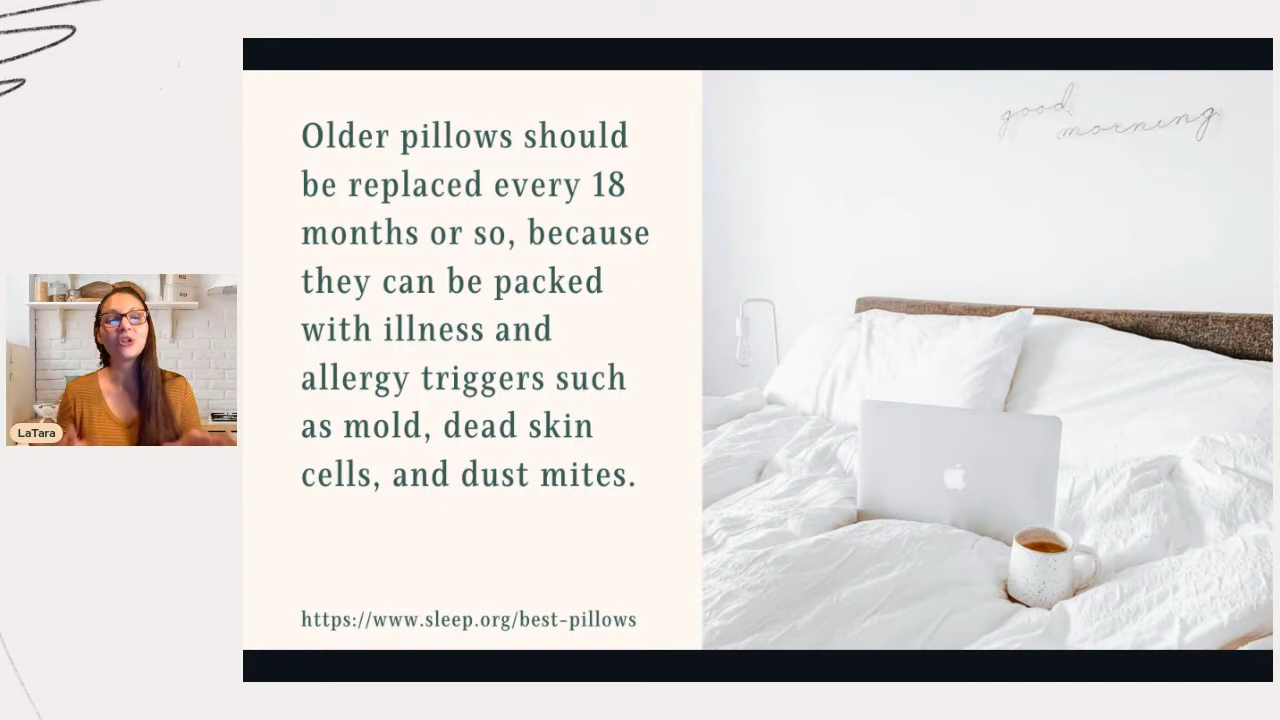 Older pillows should
be replaced every 18
months or so, because
they can be packed
with illness and
allergy triggers such
as mold, dead skin
cells, and dust mites.
https://www.sleep.org/best-pillows
good
morning
LaTara